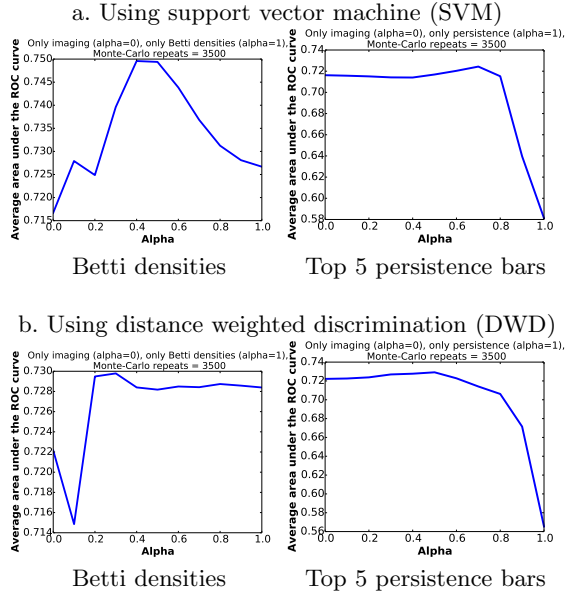 a. Using support vector machine (SVM)
Only imaging (alpha=0), only Betti densities (alpha=1),
Monte-Carlo repeats = 3500
Average area under the ROC curve
0.750
0.745
0.740
0.735
0.730
0.725
0.720
0.715
0.0 0.2 0.4 0.6 0.8 1.0
Alpha
Betti densities
Only imaging (alpha=0), only persistence (alpha=1),
Monte-Carlo repeats = 3500
Average area under the ROC curve
0.74
0.72
0.70
0.68
0.66
0.64
0.62
0.60
0.58
0.0 0.2 0.4 0.6 0.8 1.0
Alpha
Top 5 persistence bars
b. Using distance weighted discrimination (DWD)
Only imaging (alpha=0), only Betti densities (alpha=1),
Monte-Carlo repeats = 3500
Average area under the ROC curve
0.730
0.728
0.726
0.724
0.722
0.720
0.718
0.716
0.714
0.0 0.2 0.4 0.6 0.8 1.0
Alpha
Betti densities
Only imaging (alpha=0), only persistence (alpha=1),
Monte-Carlo repeats = 3500
Average area under the ROC curve
0.74
0.72
0.70
0.68
0.66
0.64
0.62
0.60
0.58
0.56
0.0 0.2 0.4 0.6 0.8 1.0
Alpha
Top 5 persistence bars